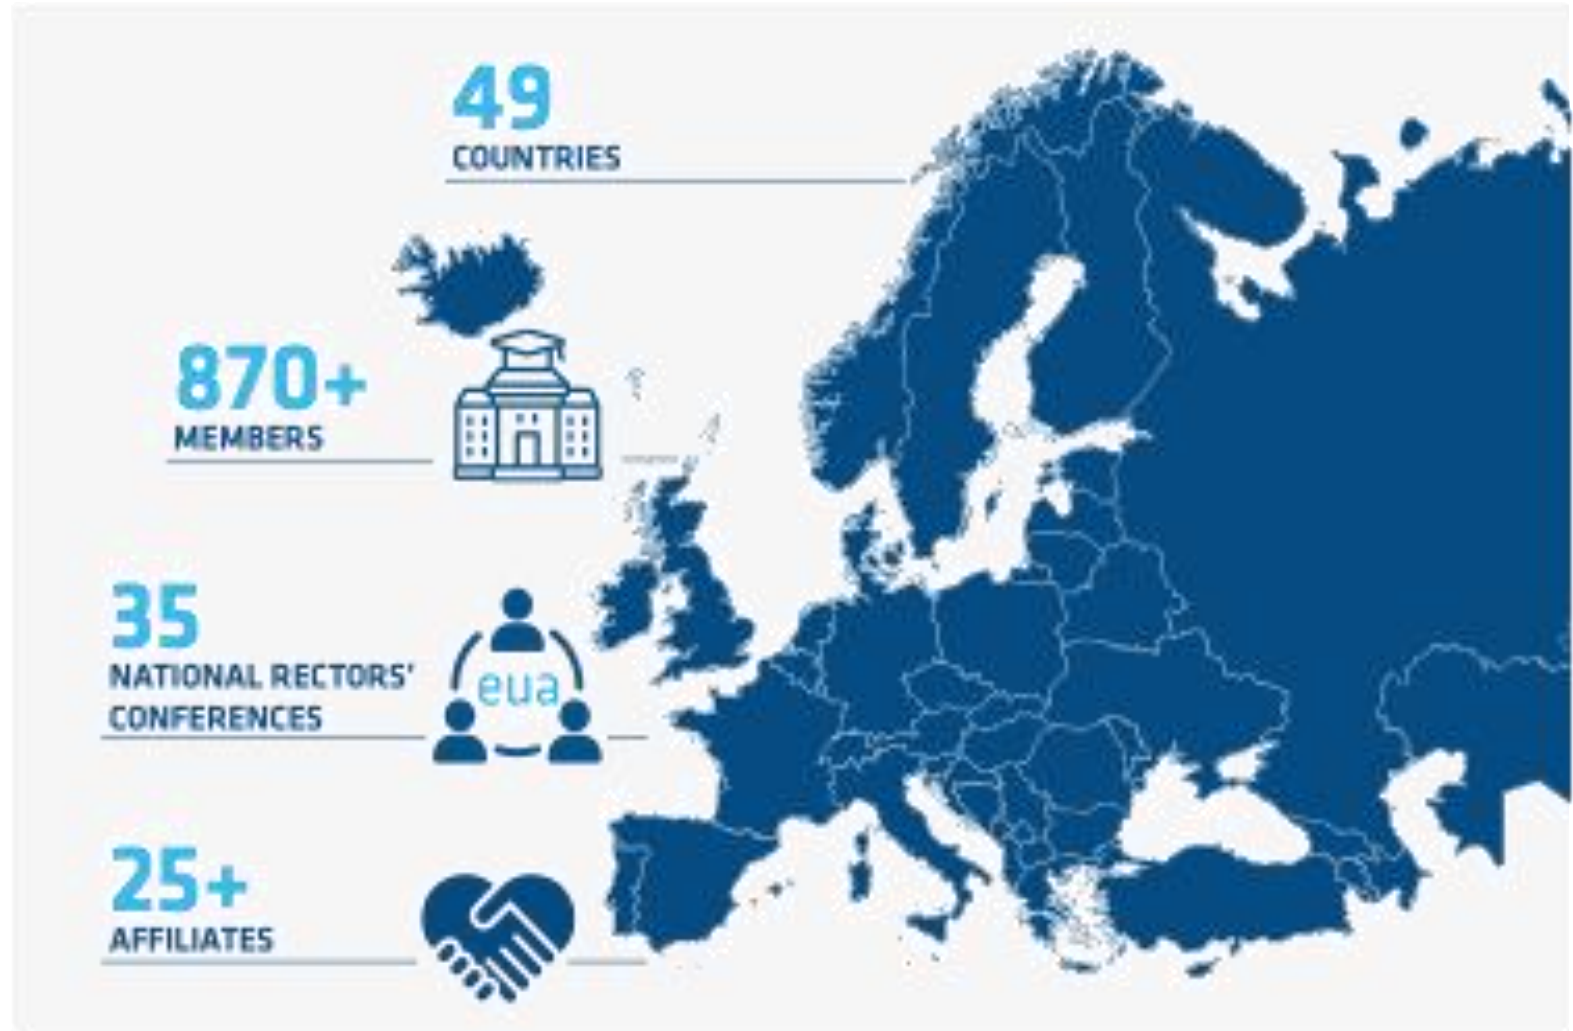 49
COUNTRIES
870+
MEMBERS
35
NATIONAL RECTORS'
CONFERENCES
eua
25+
AFFILIATES